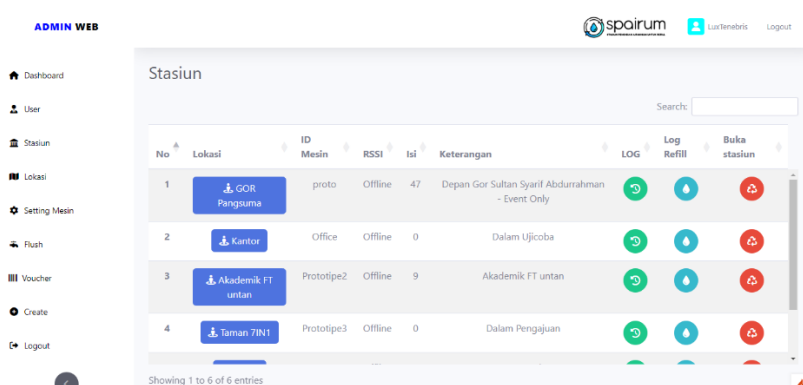 ADMIN WEB
spairum
LuxTenebris
Logout
Dashboard
User
Stasiun
Lokasi
Setting Mesin
Flush
Voucher
Create
Logout
Stasiun
Search:
No Lokasi ID Mesin RSSI Isi Keterangan LOG Log Refill Buka stasiun
1 GOR Pangsuma proto Offline 47 Depan Gor Sultan Syarif Abdurrahman - Event Only
2 Kantor Office Offline 0 Dalam Ujicoba
3 Akademik FT untan Prototipe2 Offline 9 Akademik FT untan
4 Taman 7IN1 Prototipe3 Offline 0 Dalam Pengajuan
Showing 1 to 6 of 6 entries